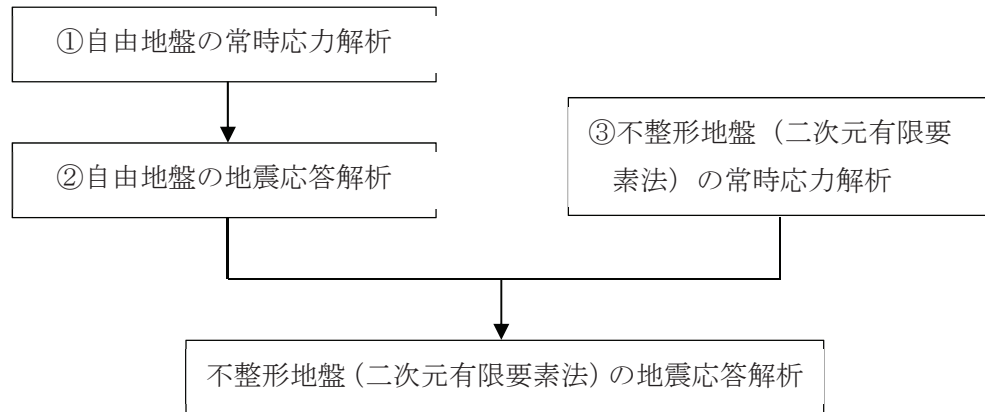 ①自由地盤の常時応力解析
②自由地盤の地震応答解析
③不整形地盤（二次元有限要
素法）の常時応力解析
不整形地盤（二次元有限要素法）の地震応答解析